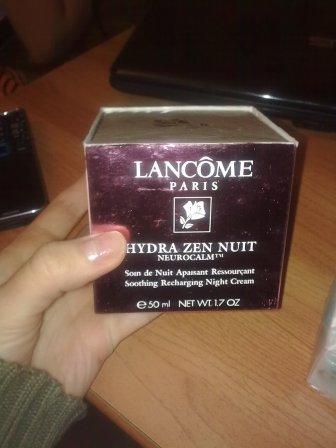 LANCÔME
PARIS
HYDRA ZEN NUIT
NEUROCALM™
Soin de Nuit Apaisant Ressourçant
Soothing Recharging Night Cream
℮ 50 ml NET WT. 1.7 OZ